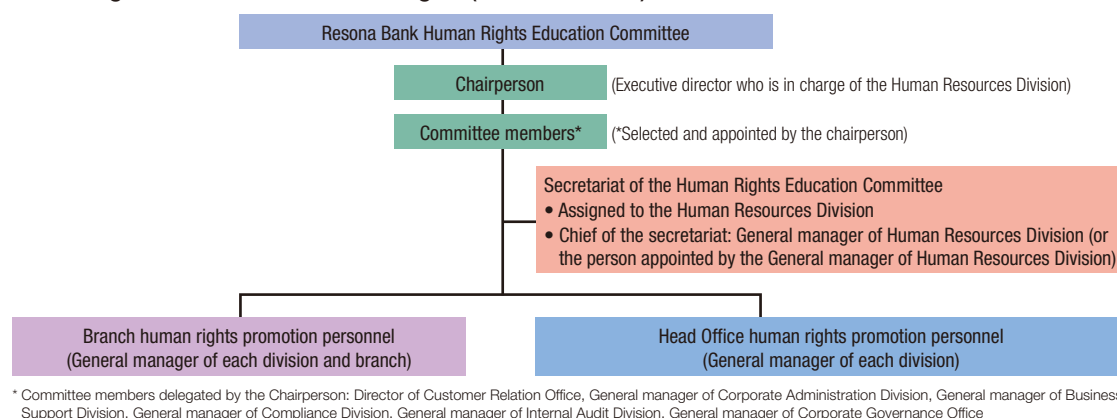 Resona Bank Human Rights Education Committee
Chairperson (Executive director who is in charge of the Human Resources Division)
Committee members* (*Selected and appointed by the chairperson)
Secretariat of the Human Rights Education Committee
• Assigned to the Human Resources Division
• Chief of the secretariat: General manager of Human Resources Division (or
the person appointed by the General manager of Human Resources Division)
Branch human rights promotion personnel
(General manager of each division and branch)
Head Office human rights promotion personnel
(General manager of each division)
* Committee members delegated by the Chairperson: Director of Customer Relation Office, General manager of Corporate Administration Division, General manager of Busines
Support Division, General manager of Compliance Division, General manager of Internal Audit Division, General manager of Corporate Governance Office